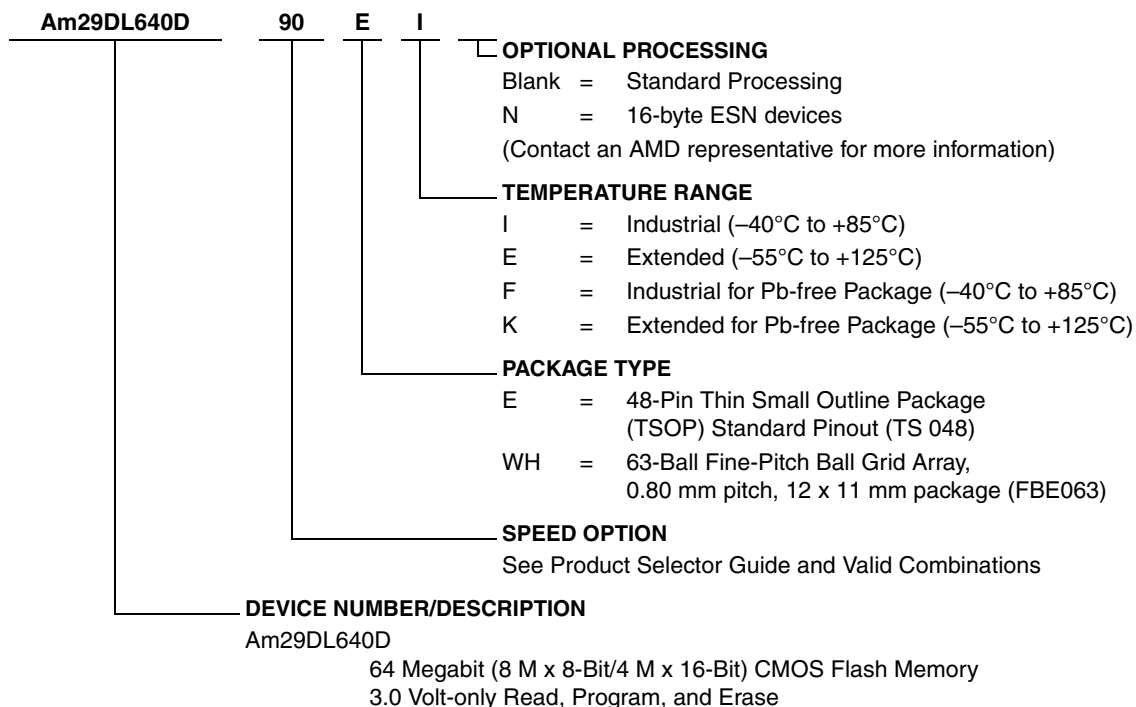 Am29DL640D 90 E I
OPTIONAL PROCESSING
Blank = Standard Processing
N = 16-byte ESN devices
(Contact an AMD representative for more information)
TEMPERATURE RANGE
I = Industrial (–40°C to +85°C)
E = Extended (–55°C to +125°C)
F = Industrial for Pb-free Package (–40°C to +85°C)
K = Extended for Pb-free Package (–55°C to +125°C)
PACKAGE TYPE
E = 48-Pin Thin Small Outline Package
(TSOP) Standard Pinout (TS 048)
WH = 63-Ball Fine-Pitch Ball Grid Array,
0.80 mm pitch, 12 x 11 mm package (FBE063)
SPEED OPTION
See Product Selector Guide and Valid Combinations
DEVICE NUMBER/DESCRIPTION
Am29DL640D
64 Megabit (8 M x 8-Bit/4 M x 16-Bit) CMOS Flash Memory
3.0 Volt-only Read, Program, and Erase